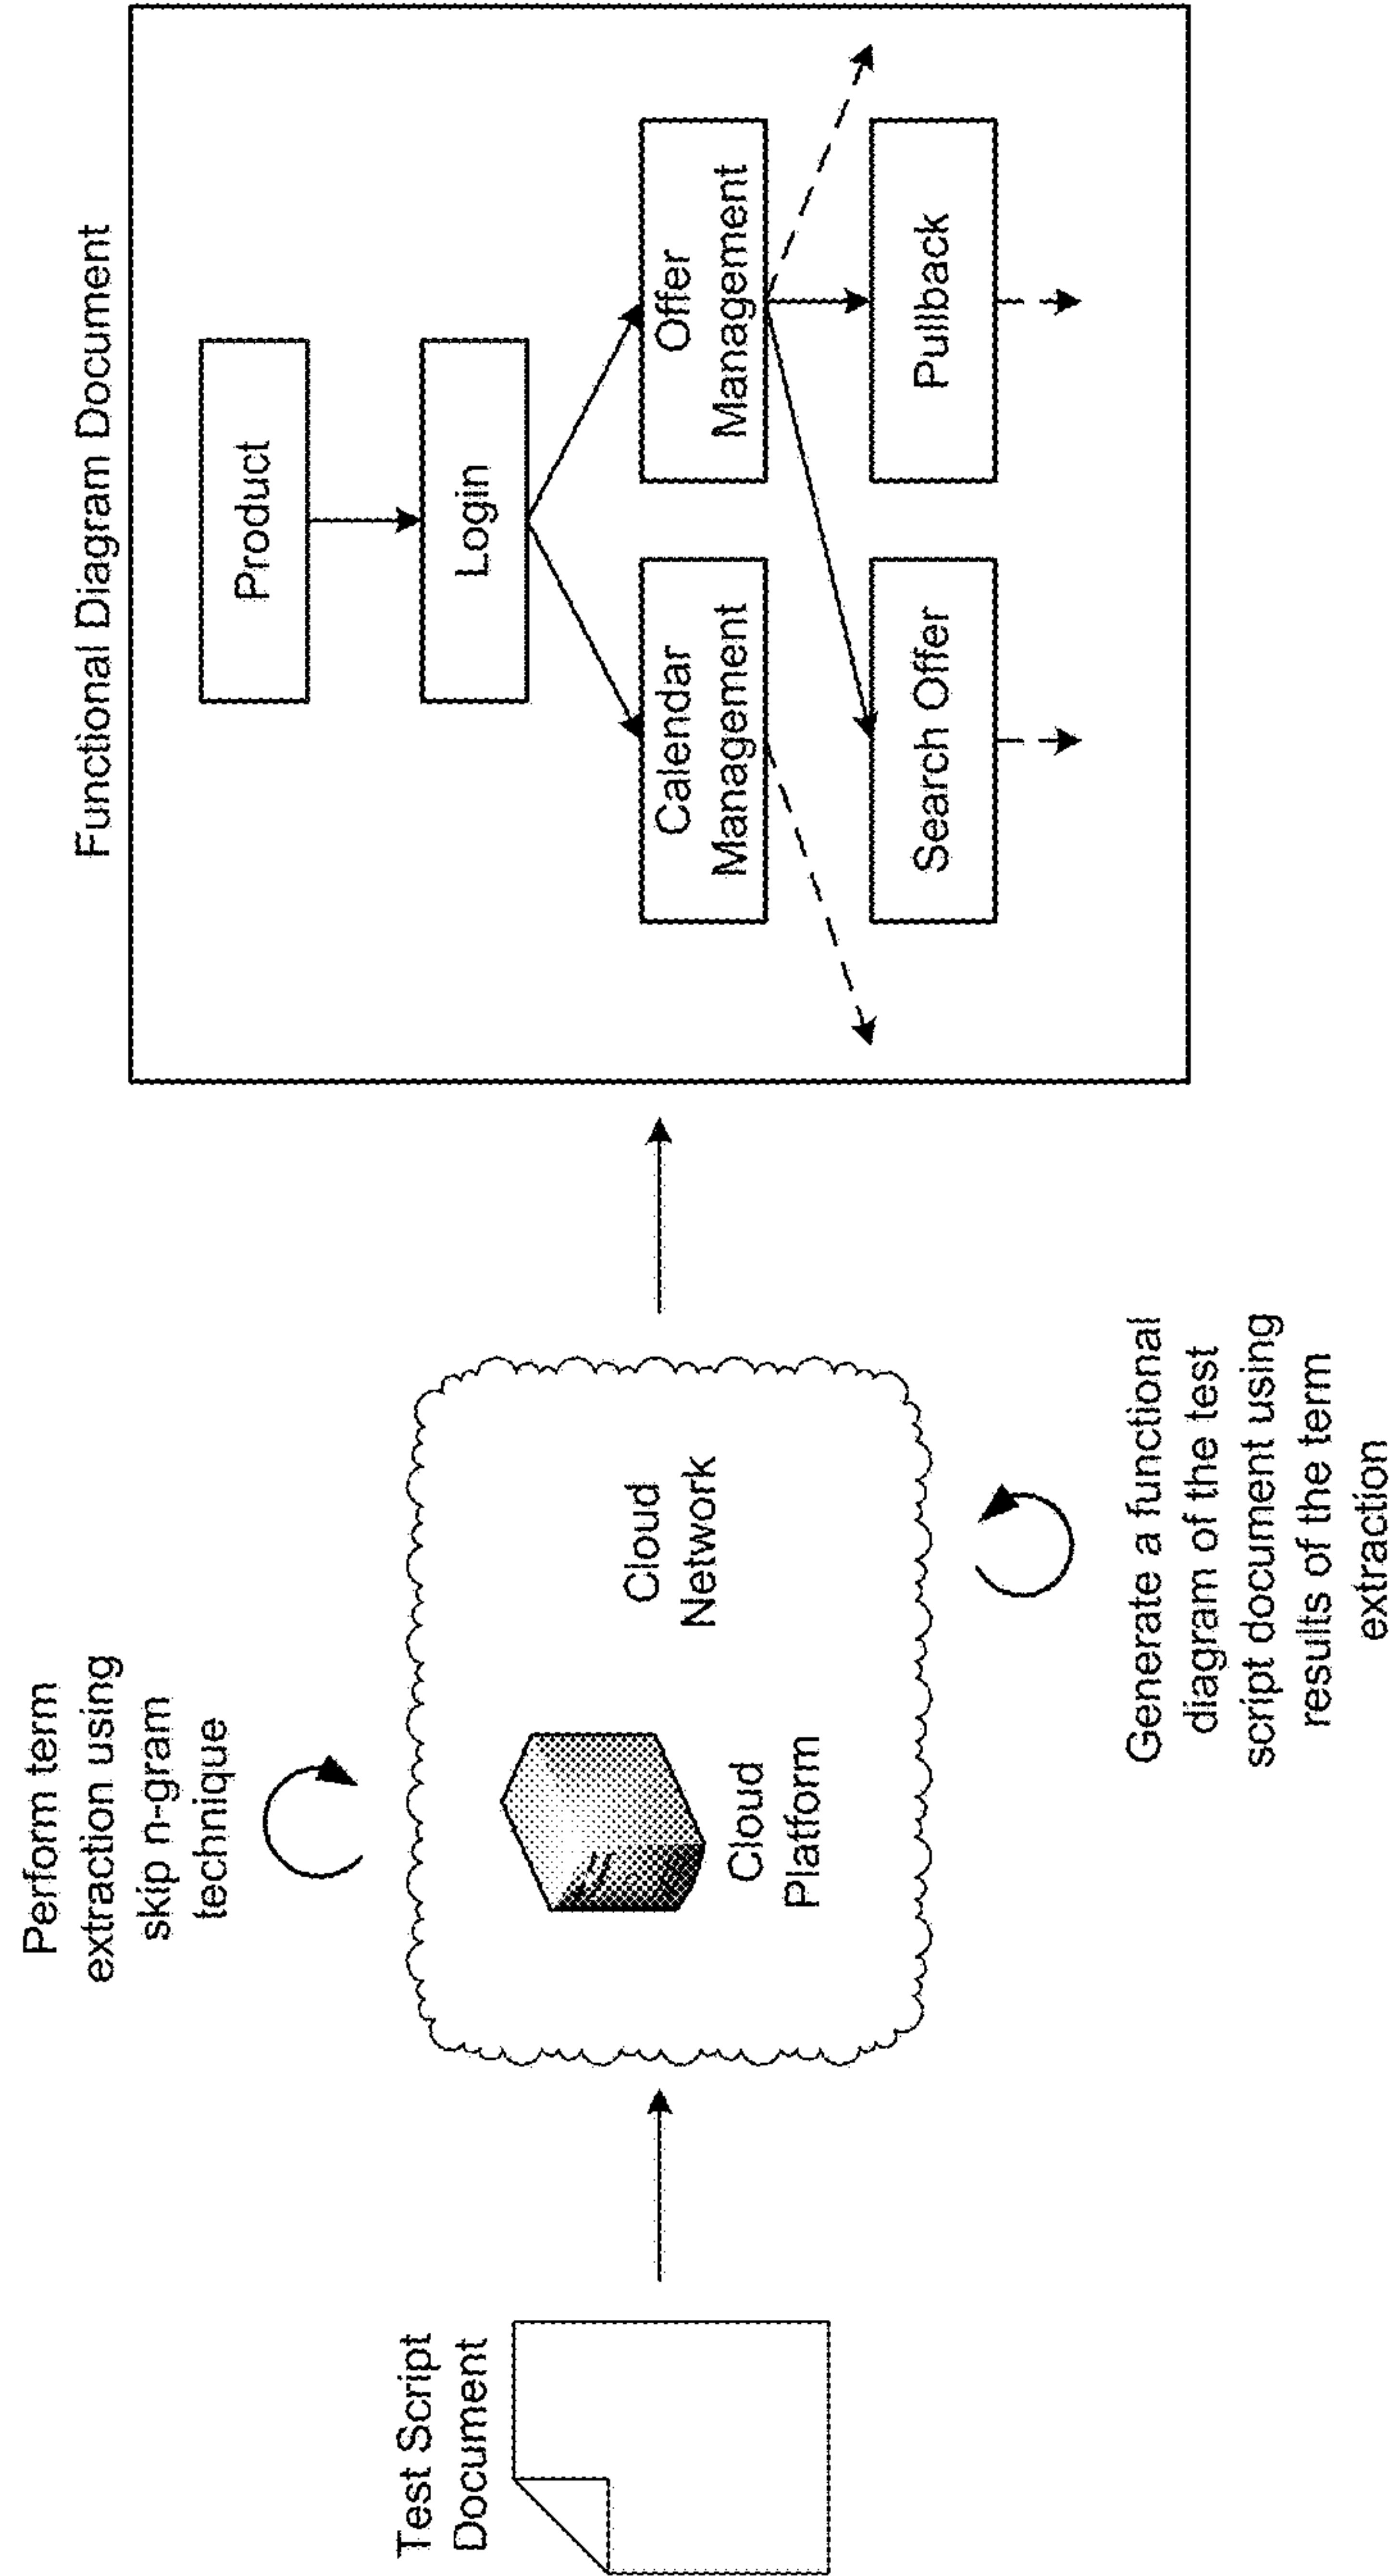 Test Script
Document
Perform term
extraction using
skip n-gram
technique
Cloud
Platform
Cloud
Network
Generate a functional
diagram of the test
script document using
results of the term
extraction
Functional Diagram Document
Product
Login
Calendar
Management
Offer
Management
Search Offer
Pullback